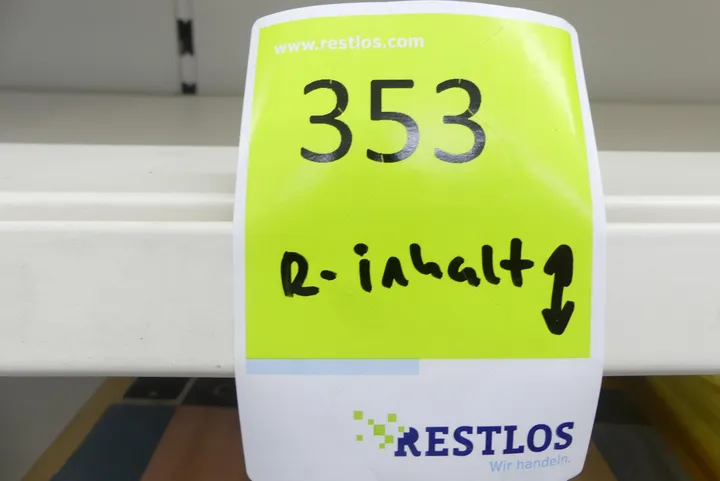 www.restlos.com
353
R-inhalt ↕
RESTLOS
Wir handeln.